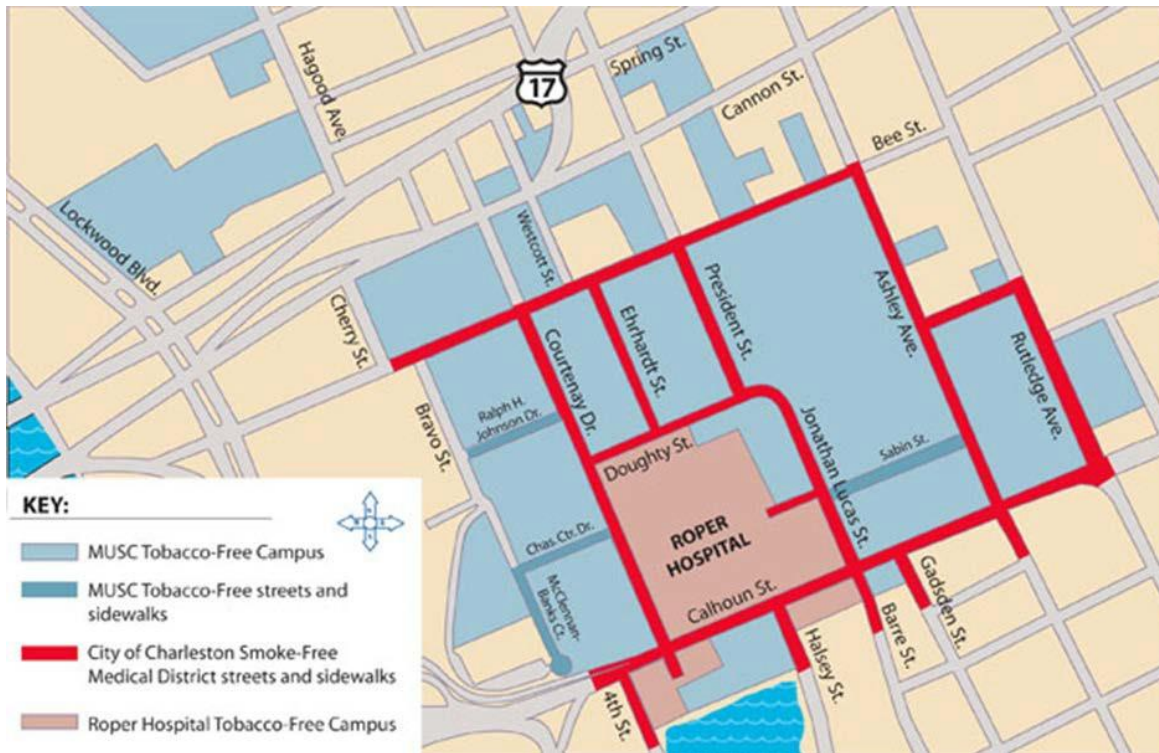 Hagood Ave.
17
Spring St.
Cannon St.
Bee St.
Lockwood Blvd.
Westcott St.
Cherry St.
Courtenay Dr.
Ehrhardt St.
President St.
Ashley Ave.
Rutledge Ave.
Bravo St.
Ralph H.
Johnson Dr.
Doughty St.
Jonathan Lucas St.
Sabin St.
Chas. Ctr. Dr.
McClennan-
Banks Ct.
ROPER
HOSPITAL
Calhoun St.
4th St.
Halsey St.
Barre St.
Gadsden St.
KEY:
MUSC Tobacco-Free Campus
MUSC Tobacco-Free streets and
sidewalks
City of Charleston Smoke-Free
Medical District streets and sidewalks
Roper Hospital Tobacco-Free Campus